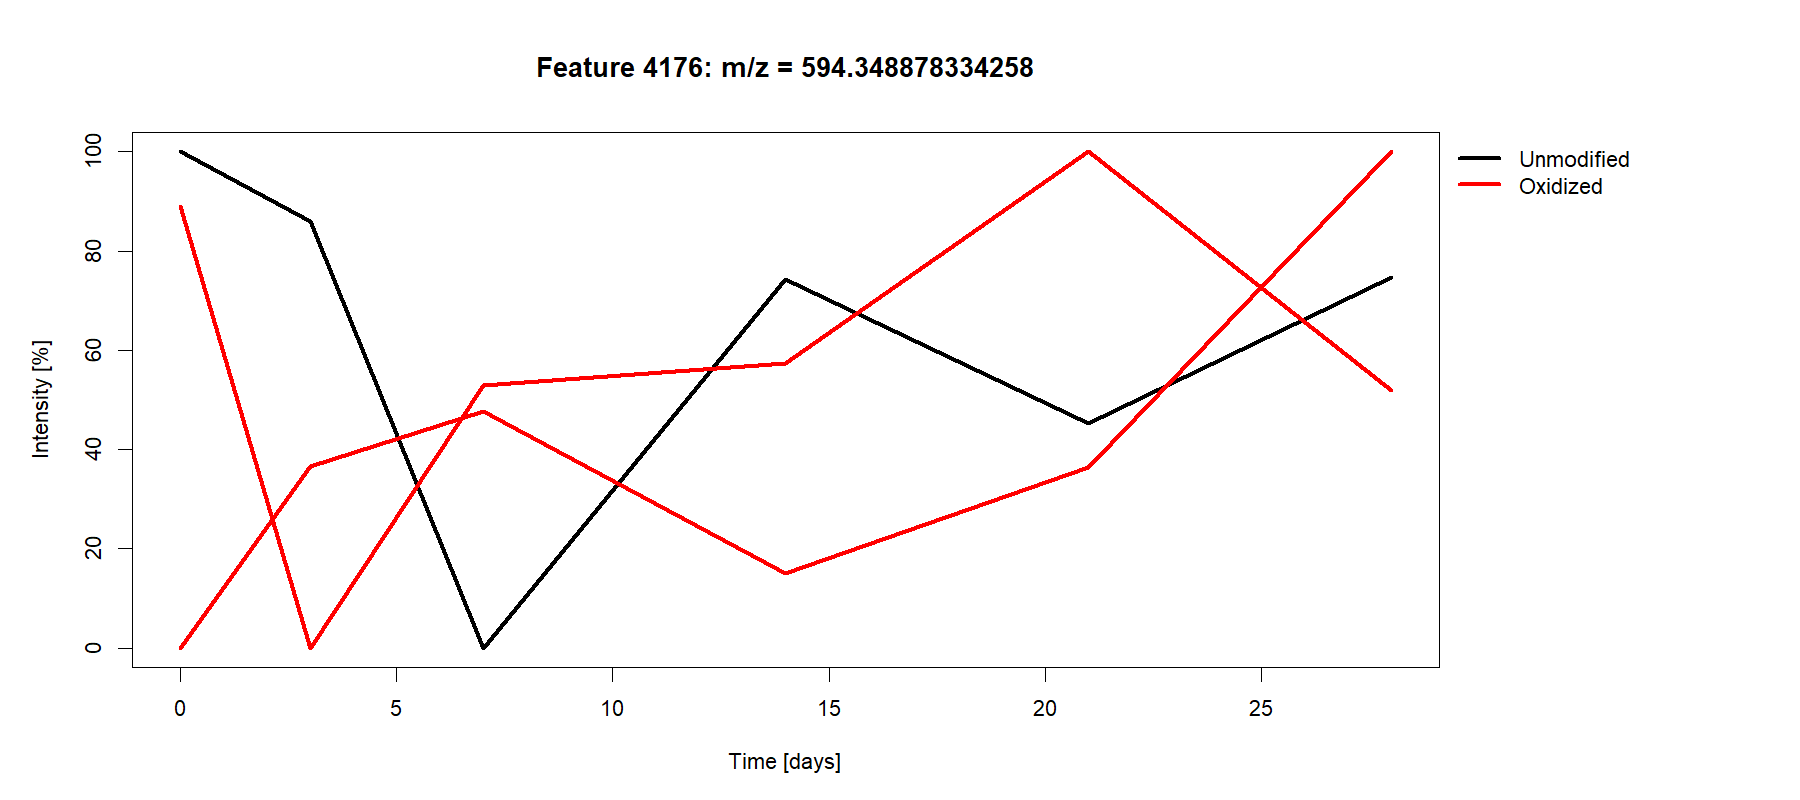 Feature 4176: m/z = 594.348878334258
Unmodified
Oxidized
Intensity [%]
100
80
60
40
20
0
0 5 10 15 20 25
Time [days]